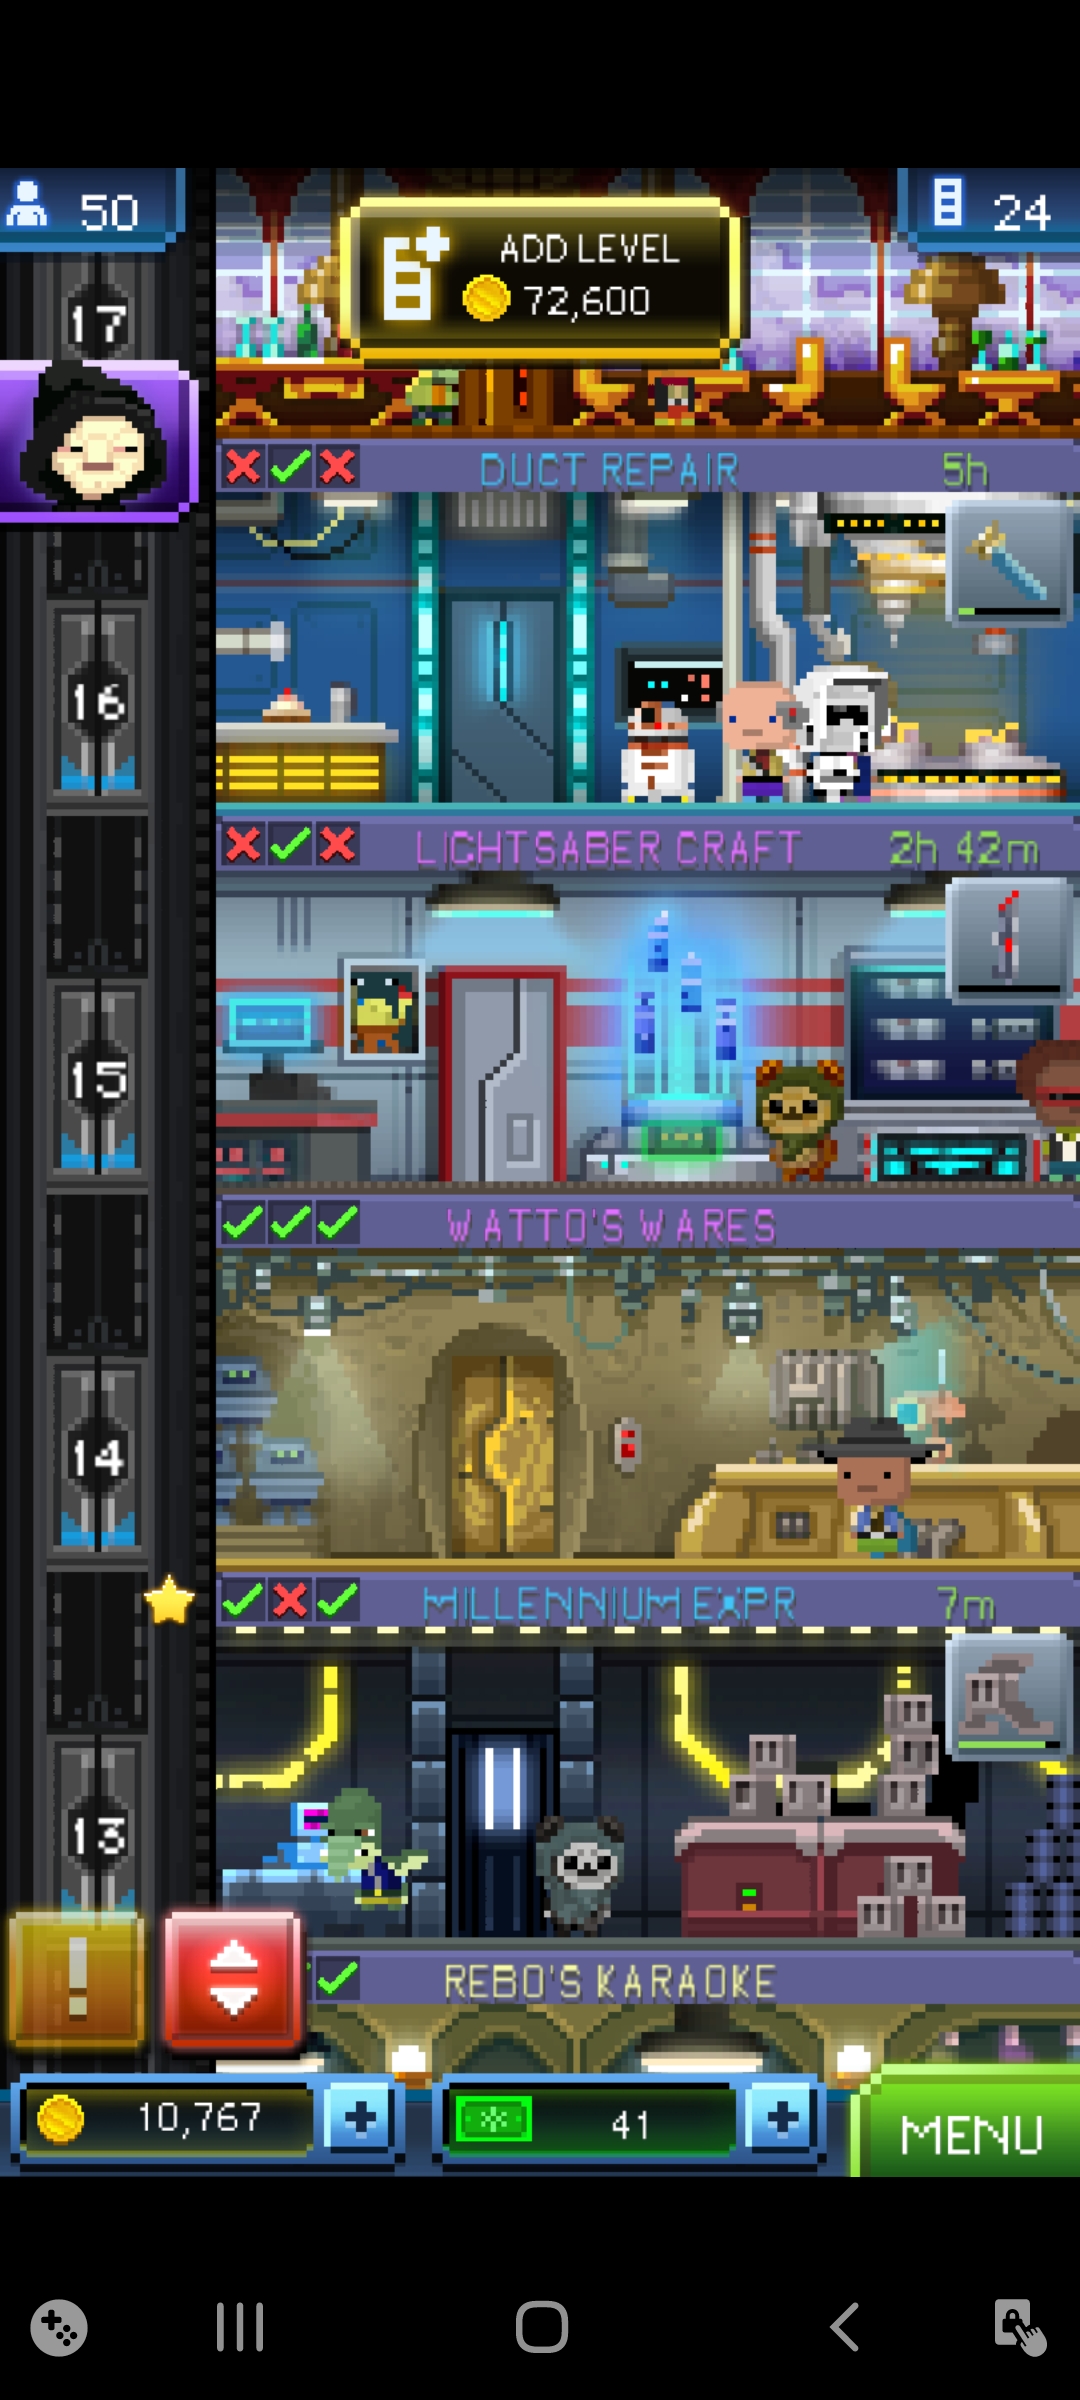 50
ADD LEVEL
72,600
24
17
DUCT REPAIR 5h
16
LIGHTSABER CRAFT 2h 42m
15
WATTO'S WARES
14
MILLENNIUM EXPR 7m
13
!
REBO'S KARAOKE
10,767 +
41 +
MENU